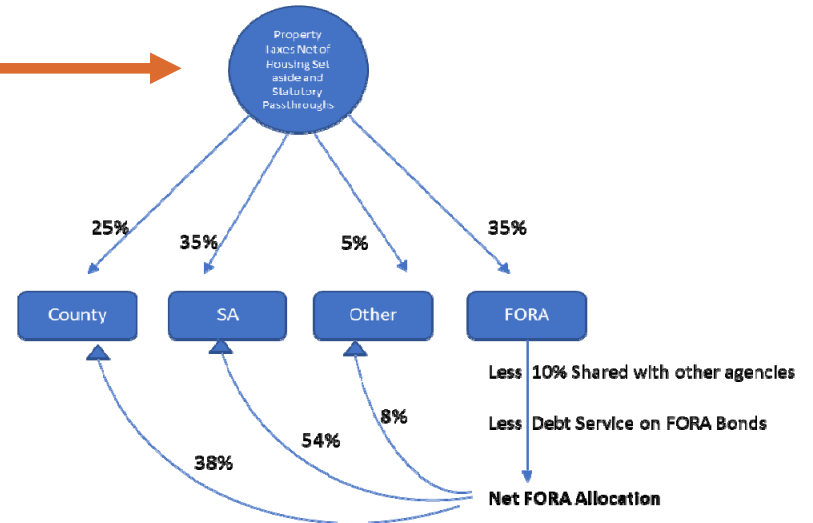 Property
Taxes Net of
Housing Set
aside and
Statutory
Passthroughs
25%
35%
5%
35%
County
SA
Other
FORA
Less 10% Shared with other agencies
Less Debt Service on FORA Bonds
8%
54%
38%
Net FORA Allocation